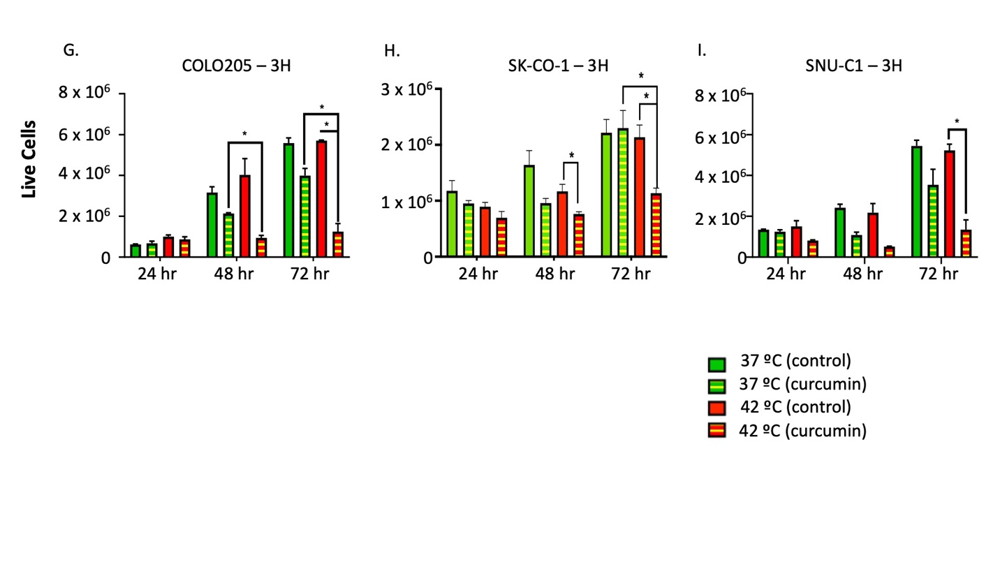 G.
COLO205 – 3H
8 x 10⁶
6 x 10⁶
4 x 10⁶
2 x 10⁶
0
Live Cells
24 hr 48 hr 72 hr
*
*
*
H.
SK-CO-1 – 3H
3 x 10⁶
2 x 10⁶
1 x 10⁶
0
24 hr 48 hr 72 hr
*
*
*
I.
SNU-C1 – 3H
8 x 10⁶
6 x 10⁶
4 x 10⁶
2 x 10⁶
0
24 hr 48 hr 72 hr
*
37 ºC (control)
37 ºC (curcumin)
42 ºC (control)
42 ºC (curcumin)